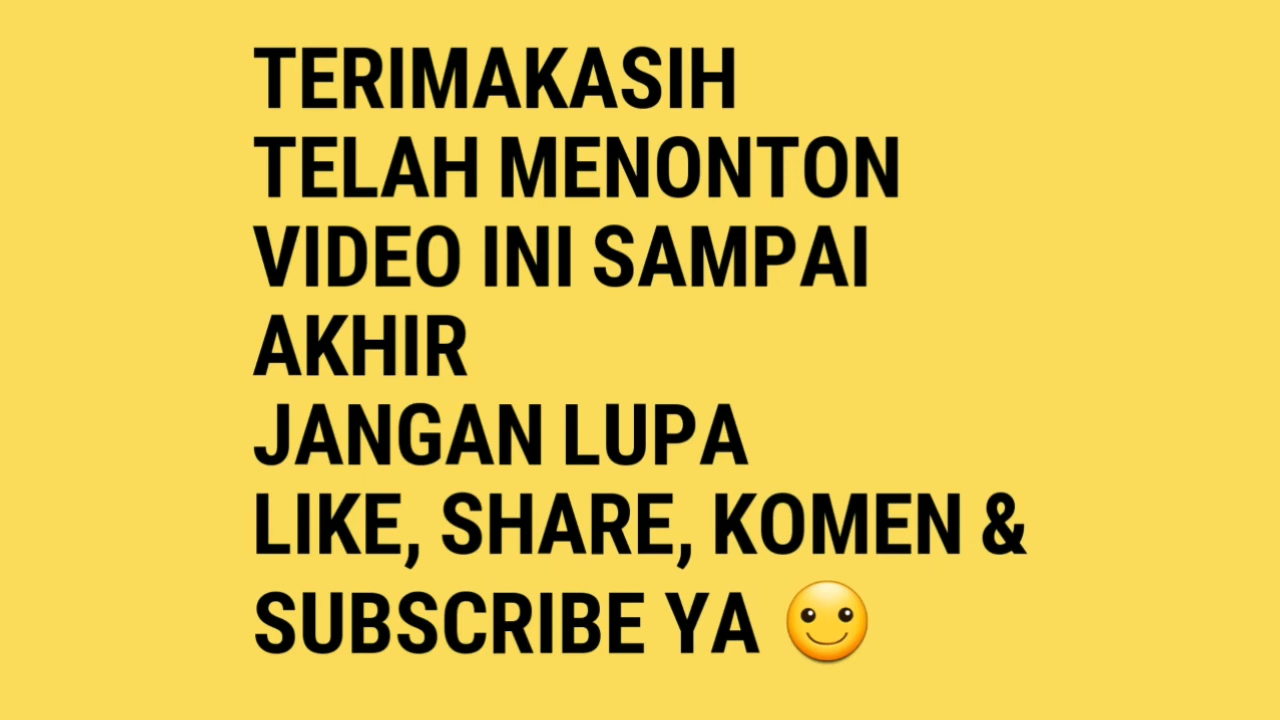 TERIMAKASIH
TELAH MENONTON
VIDEO INI SAMPAI
AKHIR
JANGAN LUPA
LIKE, SHARE, KOMEN &
SUBSCRIBE YA 🙂